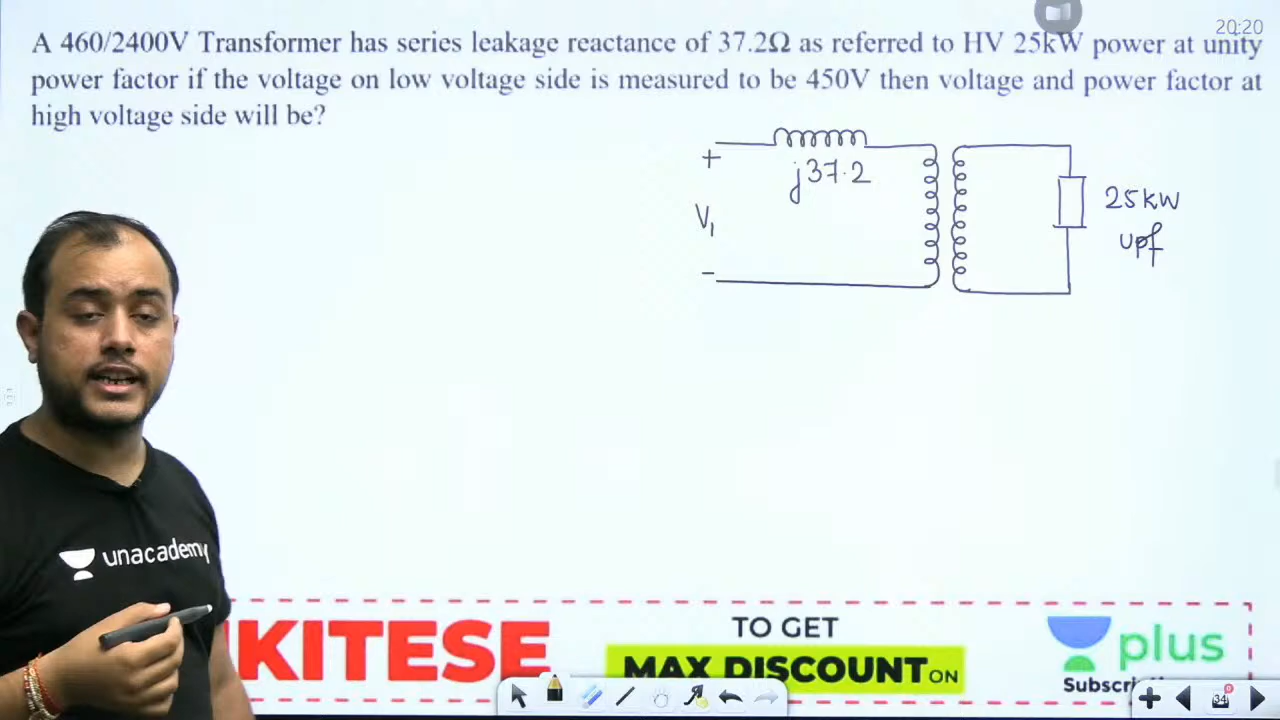 20:20
A 460/2400V Transformer has series leakage reactance of 37.2Ω as referred to HV 25kW power at unity
power factor if the voltage on low voltage side is measured to be 450V then voltage and power factor at
high voltage side will be?
+
j37.2
V₁
-
25kW
upf
unacademy
KITESE
TO GET
MAX DISCOUNT ON
plus
34